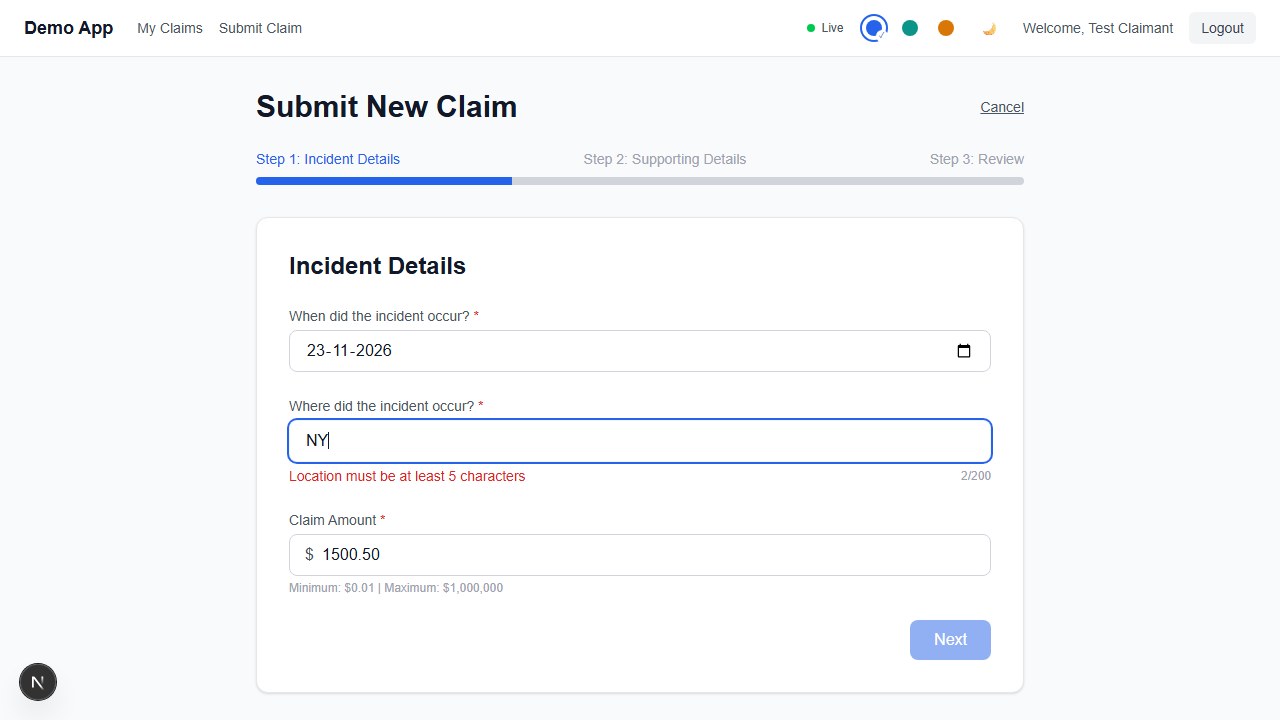 Demo App My Claims Submit Claim Live Welcome, Test Claimant Logout
Submit New Claim Cancel
Step 1: Incident Details Step 2: Supporting Details Step 3: Review
Incident Details
When did the incident occur? *
23-11-2026
Where did the incident occur? *
NY
Location must be at least 5 characters 2/200
Claim Amount *
$ 1500.50
Minimum: $0.01 | Maximum: $1,000,000
Next
N